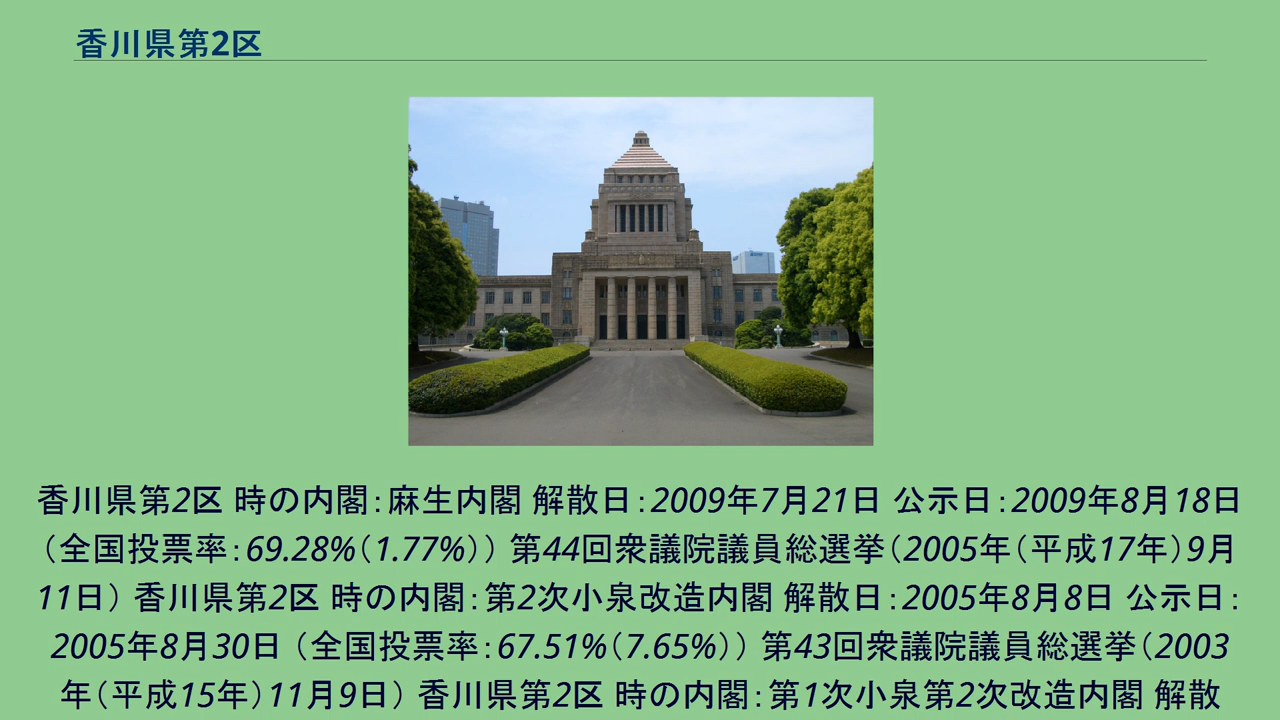 香川県第2区
香川県第2区 時の内閣：麻生内閣 解散日：2009年7月21日 公示日：2009年8月18日
（全国投票率：69.28%（1.77%）） 第44回衆議院議員総選挙（2005年（平成17年）9月
11日） 香川県第2区 時の内閣：第2次小泉改造内閣 解散日：2005年8月8日 公示日：
2005年8月30日 （全国投票率：67.51%（7.65%）） 第43回衆議院議員総選挙（2003
年（平成15年）11月9日） 香川県第2区 時の内閣：第1次小泉第2次改造内閣 解散